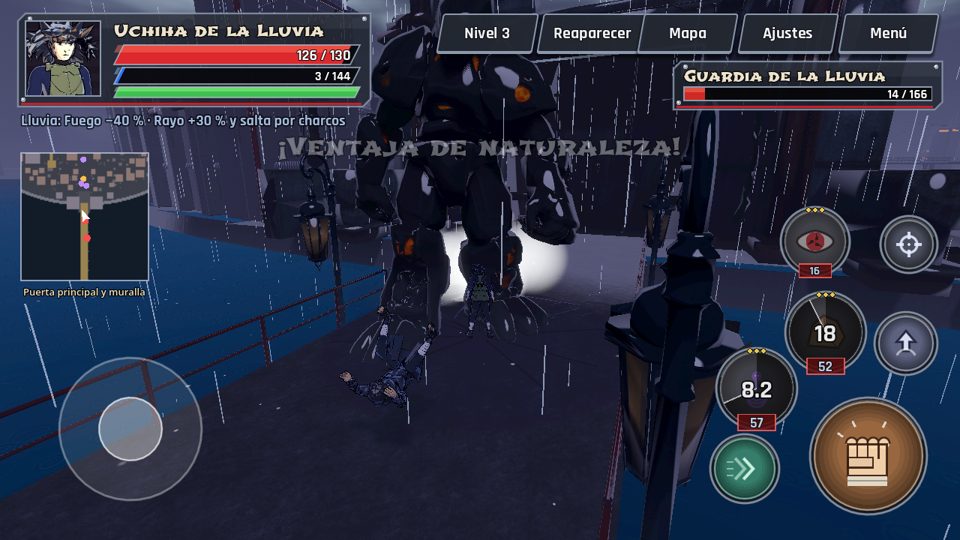 Uchiha de la Lluvia
126 / 130
3 / 144
Nivel 3
Reaparecer
Mapa
Ajustes
Menú
Guardia de la Lluvia
14 / 166
Lluvia: Fuego −40 % · Rayo +30 % y salta por charcos
¡Ventaja de naturaleza!
Puerta principal y muralla
16
18
52
8.2
57